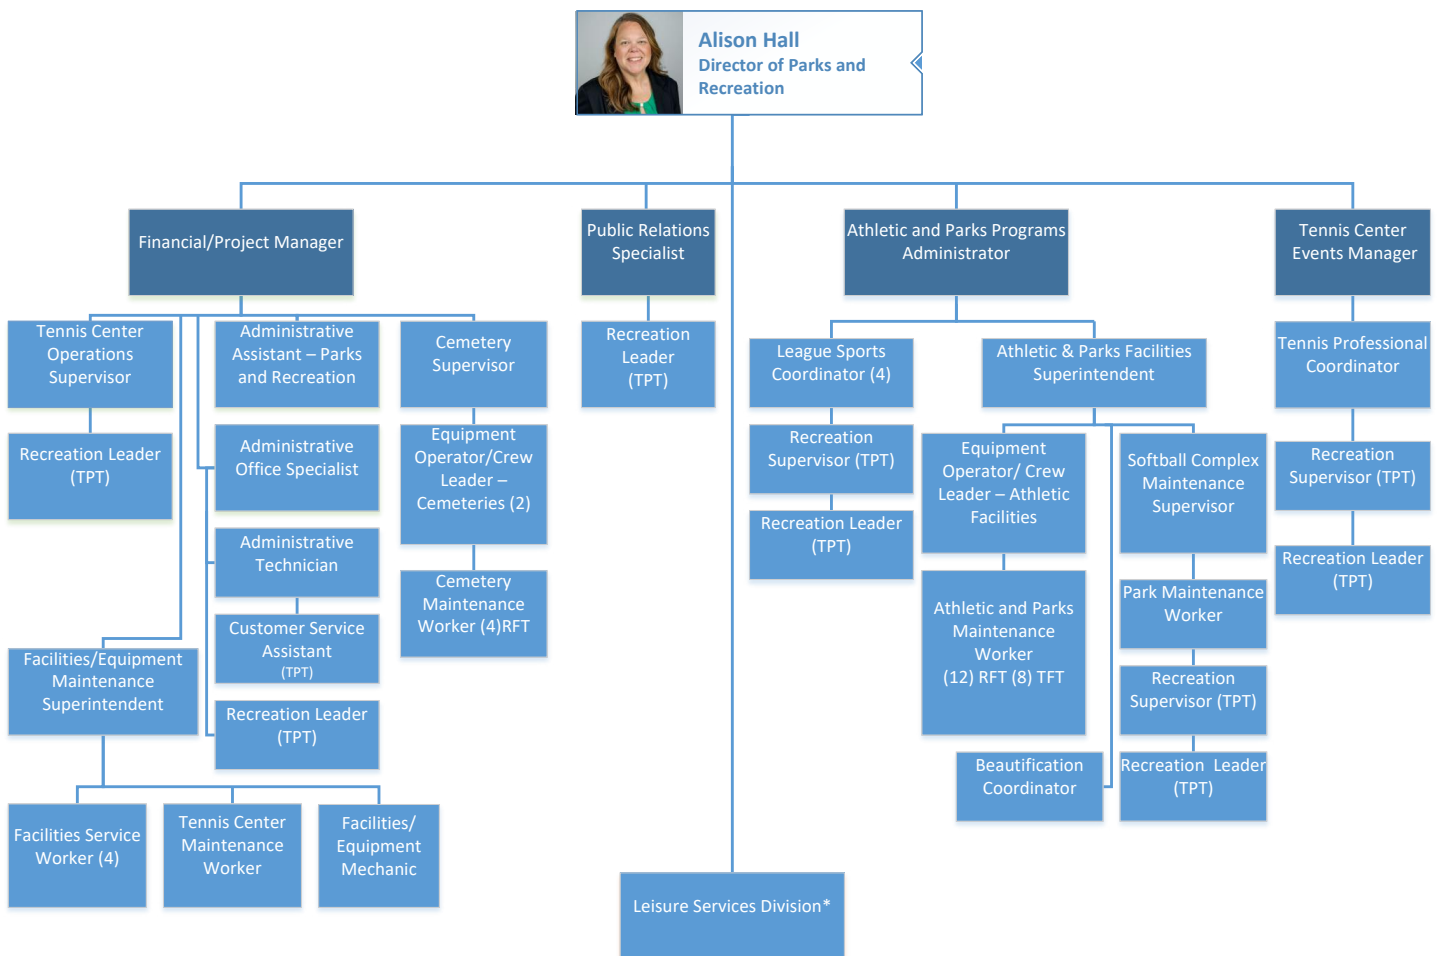 Alison Hall
Director of Parks and
Recreation
Financial/Project Manager
Public Relations
Specialist
Athletic and Parks Programs
Administrator
Tennis Center
Events Manager
Tennis Center
Operations
Supervisor
Administrative
Assistant – Parks
and Recreation
Cemetery
Supervisor
Recreation
Leader
(TPT)
League Sports
Coordinator (4)
Athletic & Parks Facilities
Superintendent
Tennis Professional
Coordinator
Recreation Leader
(TPT)
Administrative
Office Specialist
Equipment
Operator/Crew
Leader –
Cemeteries (2)
Recreation
Supervisor (TPT)
Equipment
Operator/ Crew
Leader – Athletic
Facilities
Softball Complex
Maintenance
Supervisor
Recreation
Supervisor (TPT)
Administrative
Technician
Recreation Leader
(TPT)
Recreation Leader
(TPT)
Cemetery
Maintenance
Worker (4)RFT
Athletic and Parks
Maintenance
Worker
(12) RFT (8) TFT
Park Maintenance
Worker
Customer Service
Assistant
(TPT)
Facilities/Equipment
Maintenance
Superintendent
Recreation
Supervisor (TPT)
Recreation Leader
(TPT)
Beautification
Coordinator
Recreation  Leader
(TPT)
Facilities Service
Worker (4)
Tennis Center
Maintenance
Worker
Facilities/
Equipment
Mechanic
Leisure Services Division*